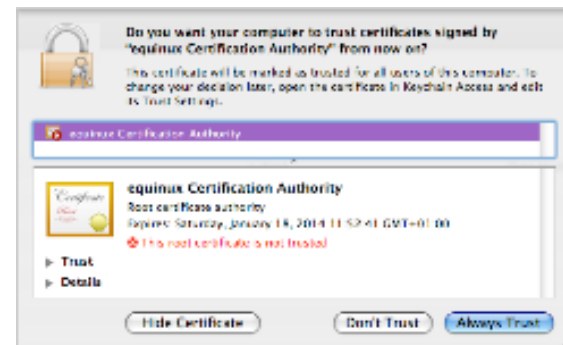 Do you want your computer to trust certificates signed by
"equinux Certification Authority" from now on?
This certificate will be marked as trusted for all users of this computer. To
change your decision later, open the certificate in Keychain Access and edit
its Trust Settings.
equinux Certification Authority
Certificate
equinux Certification Authority
Root certificate authority
Expires: Saturday, January 18, 2014 11:52:41 GMT+01:00
This root certificate is not trusted
Trust
Details
Hide Certificate
Don't Trust
Always Trust